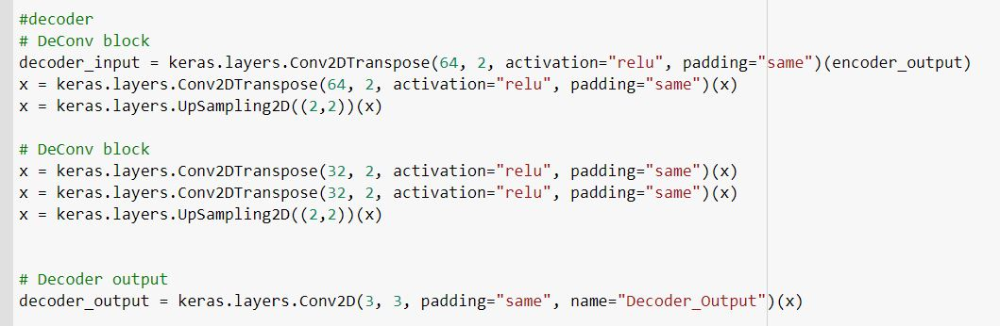 #decoder
# DeConv block
decoder_input = keras.layers.Conv2DTranspose(64, 2, activation="relu", padding="same")(encoder_output)
x = keras.layers.Conv2DTranspose(64, 2, activation="relu", padding="same")(x)
x = keras.layers.UpSampling2D((2,2))(x)
# DeConv block
x = keras.layers.Conv2DTranspose(32, 2, activation="relu", padding="same")(x)
x = keras.layers.Conv2DTranspose(32, 2, activation="relu", padding="same")(x)
x = keras.layers.UpSampling2D((2,2))(x)
# Decoder output
decoder_output = keras.layers.Conv2D(3, 3, padding="same", name="Decoder_Output")(x)